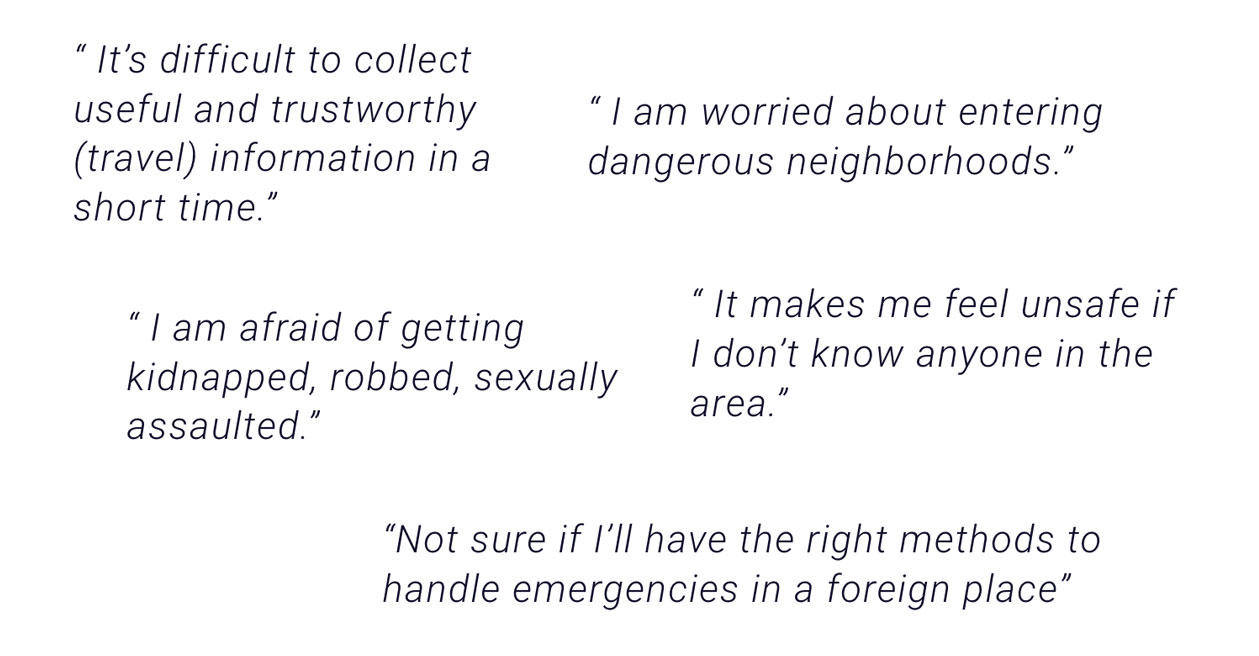 “ It’s difficult to collect
useful and trustworthy
(travel) information in a
short time.”
“ I am worried about entering
dangerous neighborhoods.”
“ I am afraid of getting
kidnapped, robbed, sexually
assaulted.”
“ It makes me feel unsafe if
I don’t know anyone in the
area.”
“Not sure if I’ll have the right methods to
handle emergencies in a foreign place”